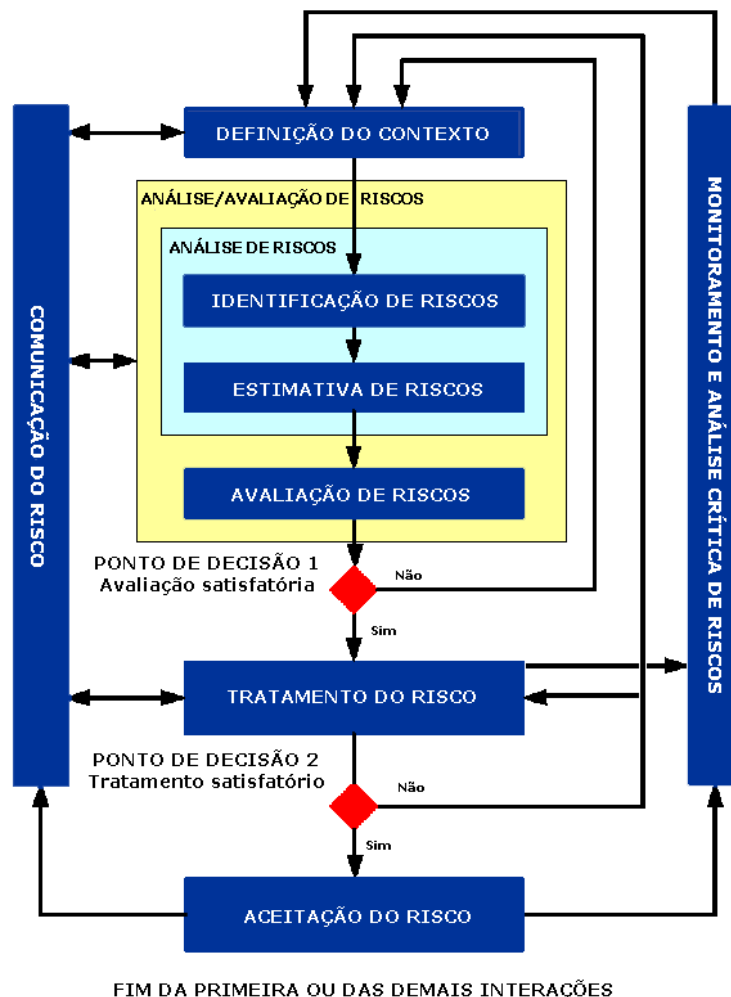 DEFINIÇÃO DO CONTEXTO
ANÁLISE/AVALIAÇÃO DE RISCOS
ANÁLISE DE RISCOS
IDENTIFICAÇÃO DE RISCOS
ESTIMATIVA DE RISCOS
AVALIAÇÃO DE RISCOS
PONTO DE DECISÃO 1
Avaliação satisfatória
Não
Sim
TRATAMENTO DO RISCO
PONTO DE DECISÃO 2
Tratamento satisfatório
Não
Sim
ACEITAÇÃO DO RISCO
COMUNICAÇÃO DO RISCO
MONITORAMENTO E ANÁLISE CRÍTICA DE RISCOS
FIM DA PRIMEIRA OU DAS DEMAIS INTERAÇÕES